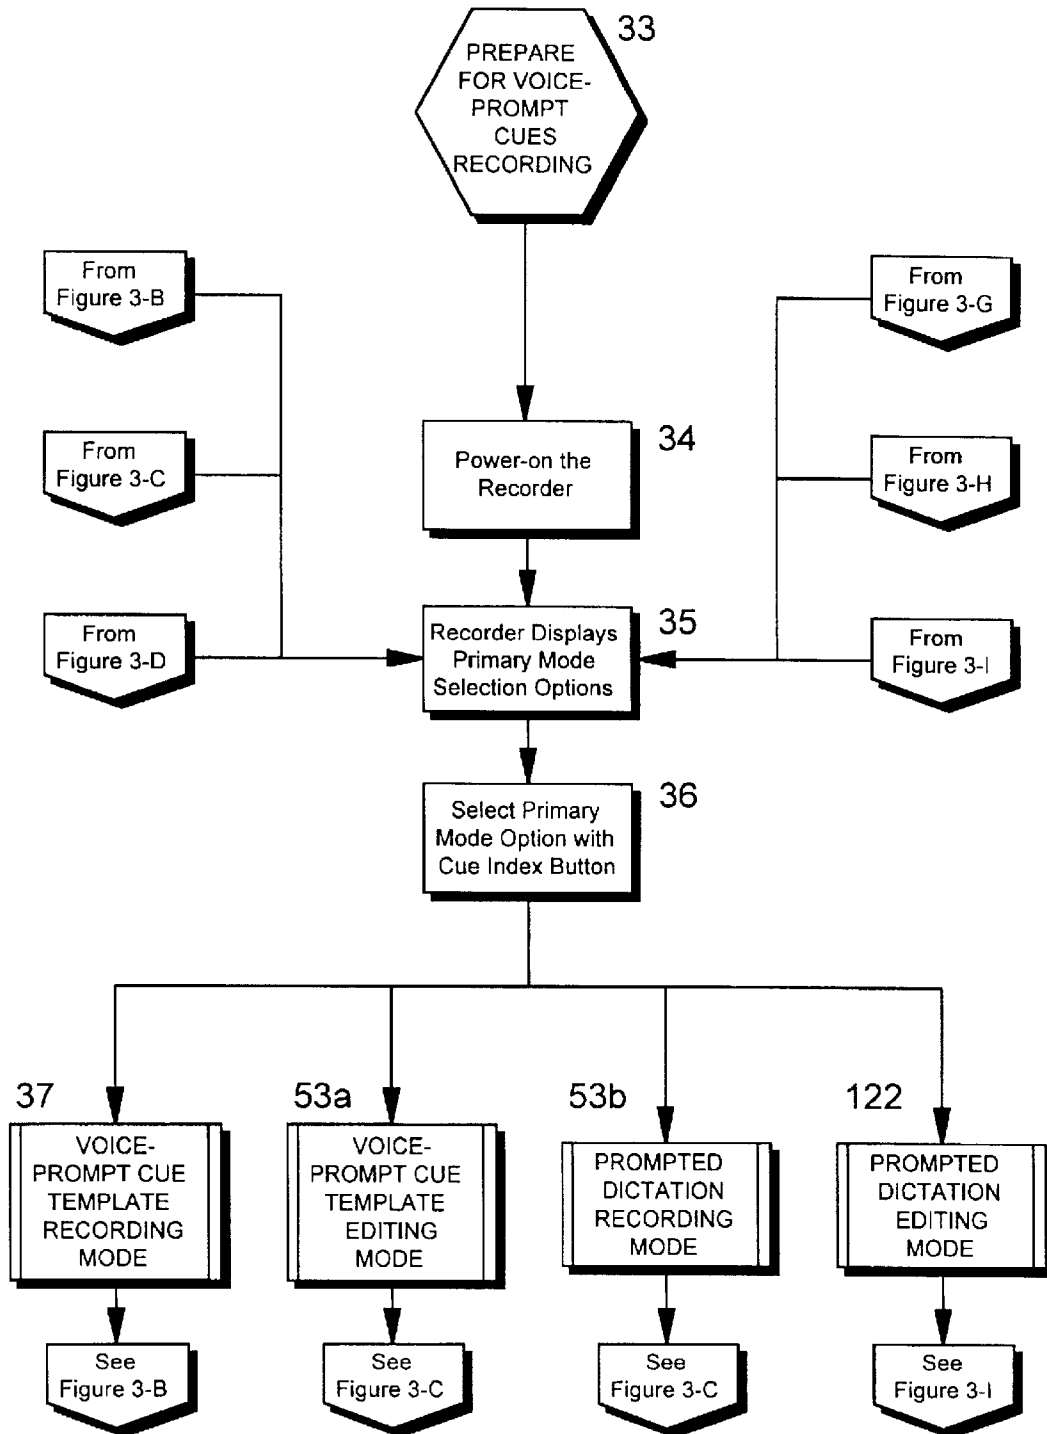 33
PREPARE
FOR VOICE-
PROMPT
CUES
RECORDING
From
Figure 3-B
From
Figure 3-G
34
Power-on the
Recorder
From
Figure 3-C
From
Figure 3-H
35
Recorder Displays
Primary Mode
Selection Options
From
Figure 3-D
From
Figure 3-I
36
Select Primary
Mode Option with
Cue Index Button
37
VOICE-
PROMPT CUE
TEMPLATE
RECORDING
MODE
53a
VOICE-
PROMPT CUE
TEMPLATE
EDITING
MODE
53b
PROMPTED
DICTATION
RECORDING
MODE
122
PROMPTED
DICTATION
EDITING
MODE
See
Figure 3-B
See
Figure 3-C
See
Figure 3-C
See
Figure 3-I